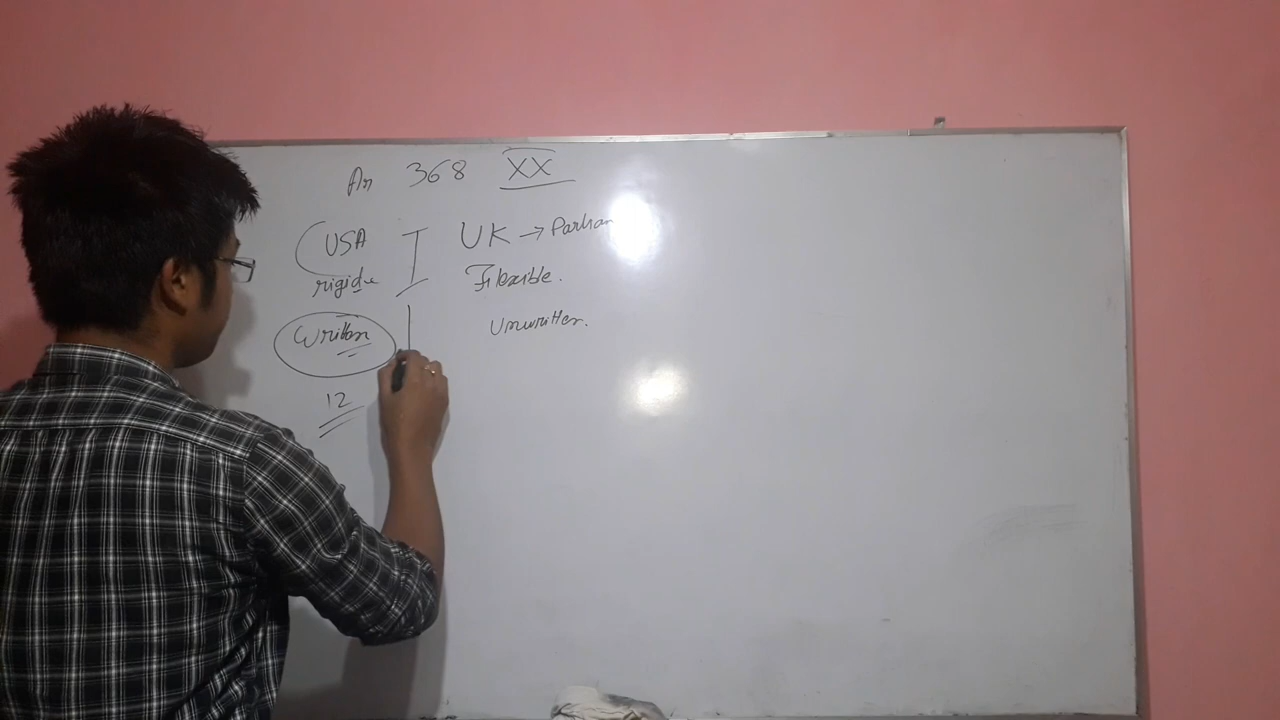 Ar 368 XX
USA I UK → Parliam
rigid Flexible.
Written Unwritten.
12